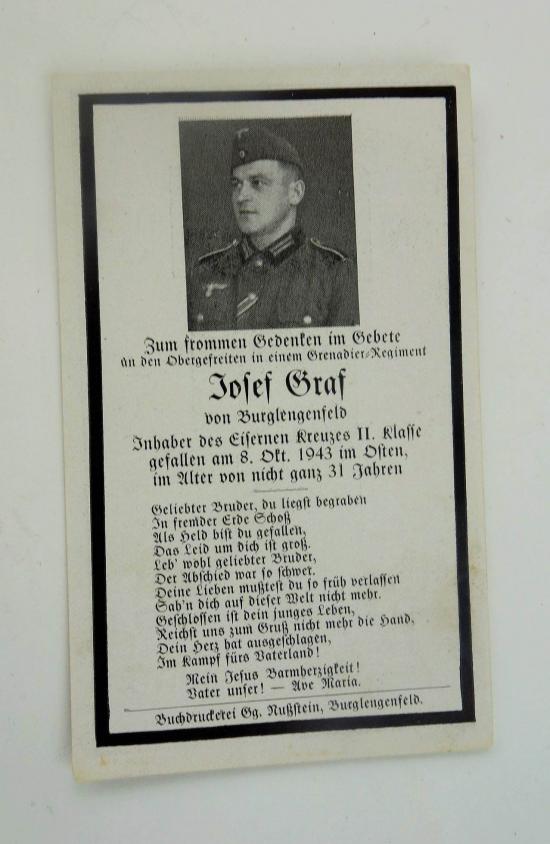 Zum frommen Gedenken im Gebete
an den Obergefreiten in einem Grenadier-Regiment
Josef Graf
von Burglengenfeld
Inhaber des Eisernen Kreuzes II. Klasse
gefallen am 8. Okt. 1943 im Osten,
im Alter von nicht ganz 31 Jahren
Geliebter Bruder, du liegst begraben
In fremder Erde Schoß
Als Held bist du gefallen,
Das Leid um dich ist groß.
Leb' wohl geliebter Bruder,
Der Abschied war so schwer.
Deine Lieben mußtest du so früh verlassen
Sah'n dich auf dieser Welt nicht mehr.
Geschlossen ist dein junges Leben,
Reichst uns zum Gruß nicht mehr die Hand,
Dein Herz hat ausgeschlagen,
Im Kampf fürs Vaterland!
Mein Jesus Barmherzigkeit!
Vater unser! — Ave Maria.
Buchdruckerei Gg. Nußstein, Burglengenfeld.